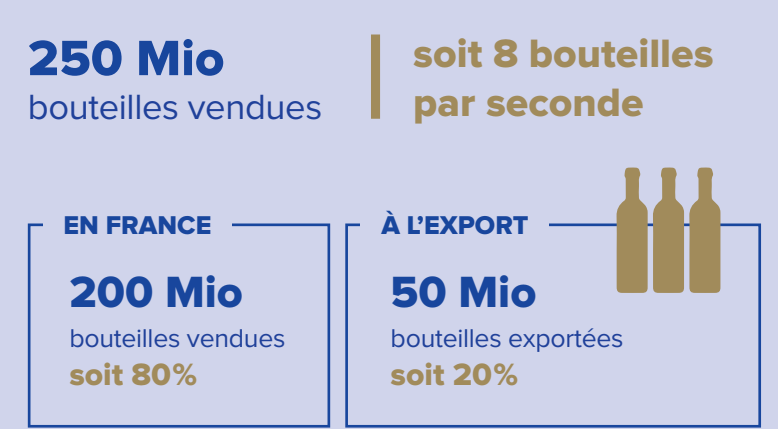 250 Mio
bouteilles vendues
soit 8 bouteilles
par seconde
EN FRANCE
200 Mio
bouteilles vendues
soit 80%
À L’EXPORT
50 Mio
bouteilles exportées
soit 20%